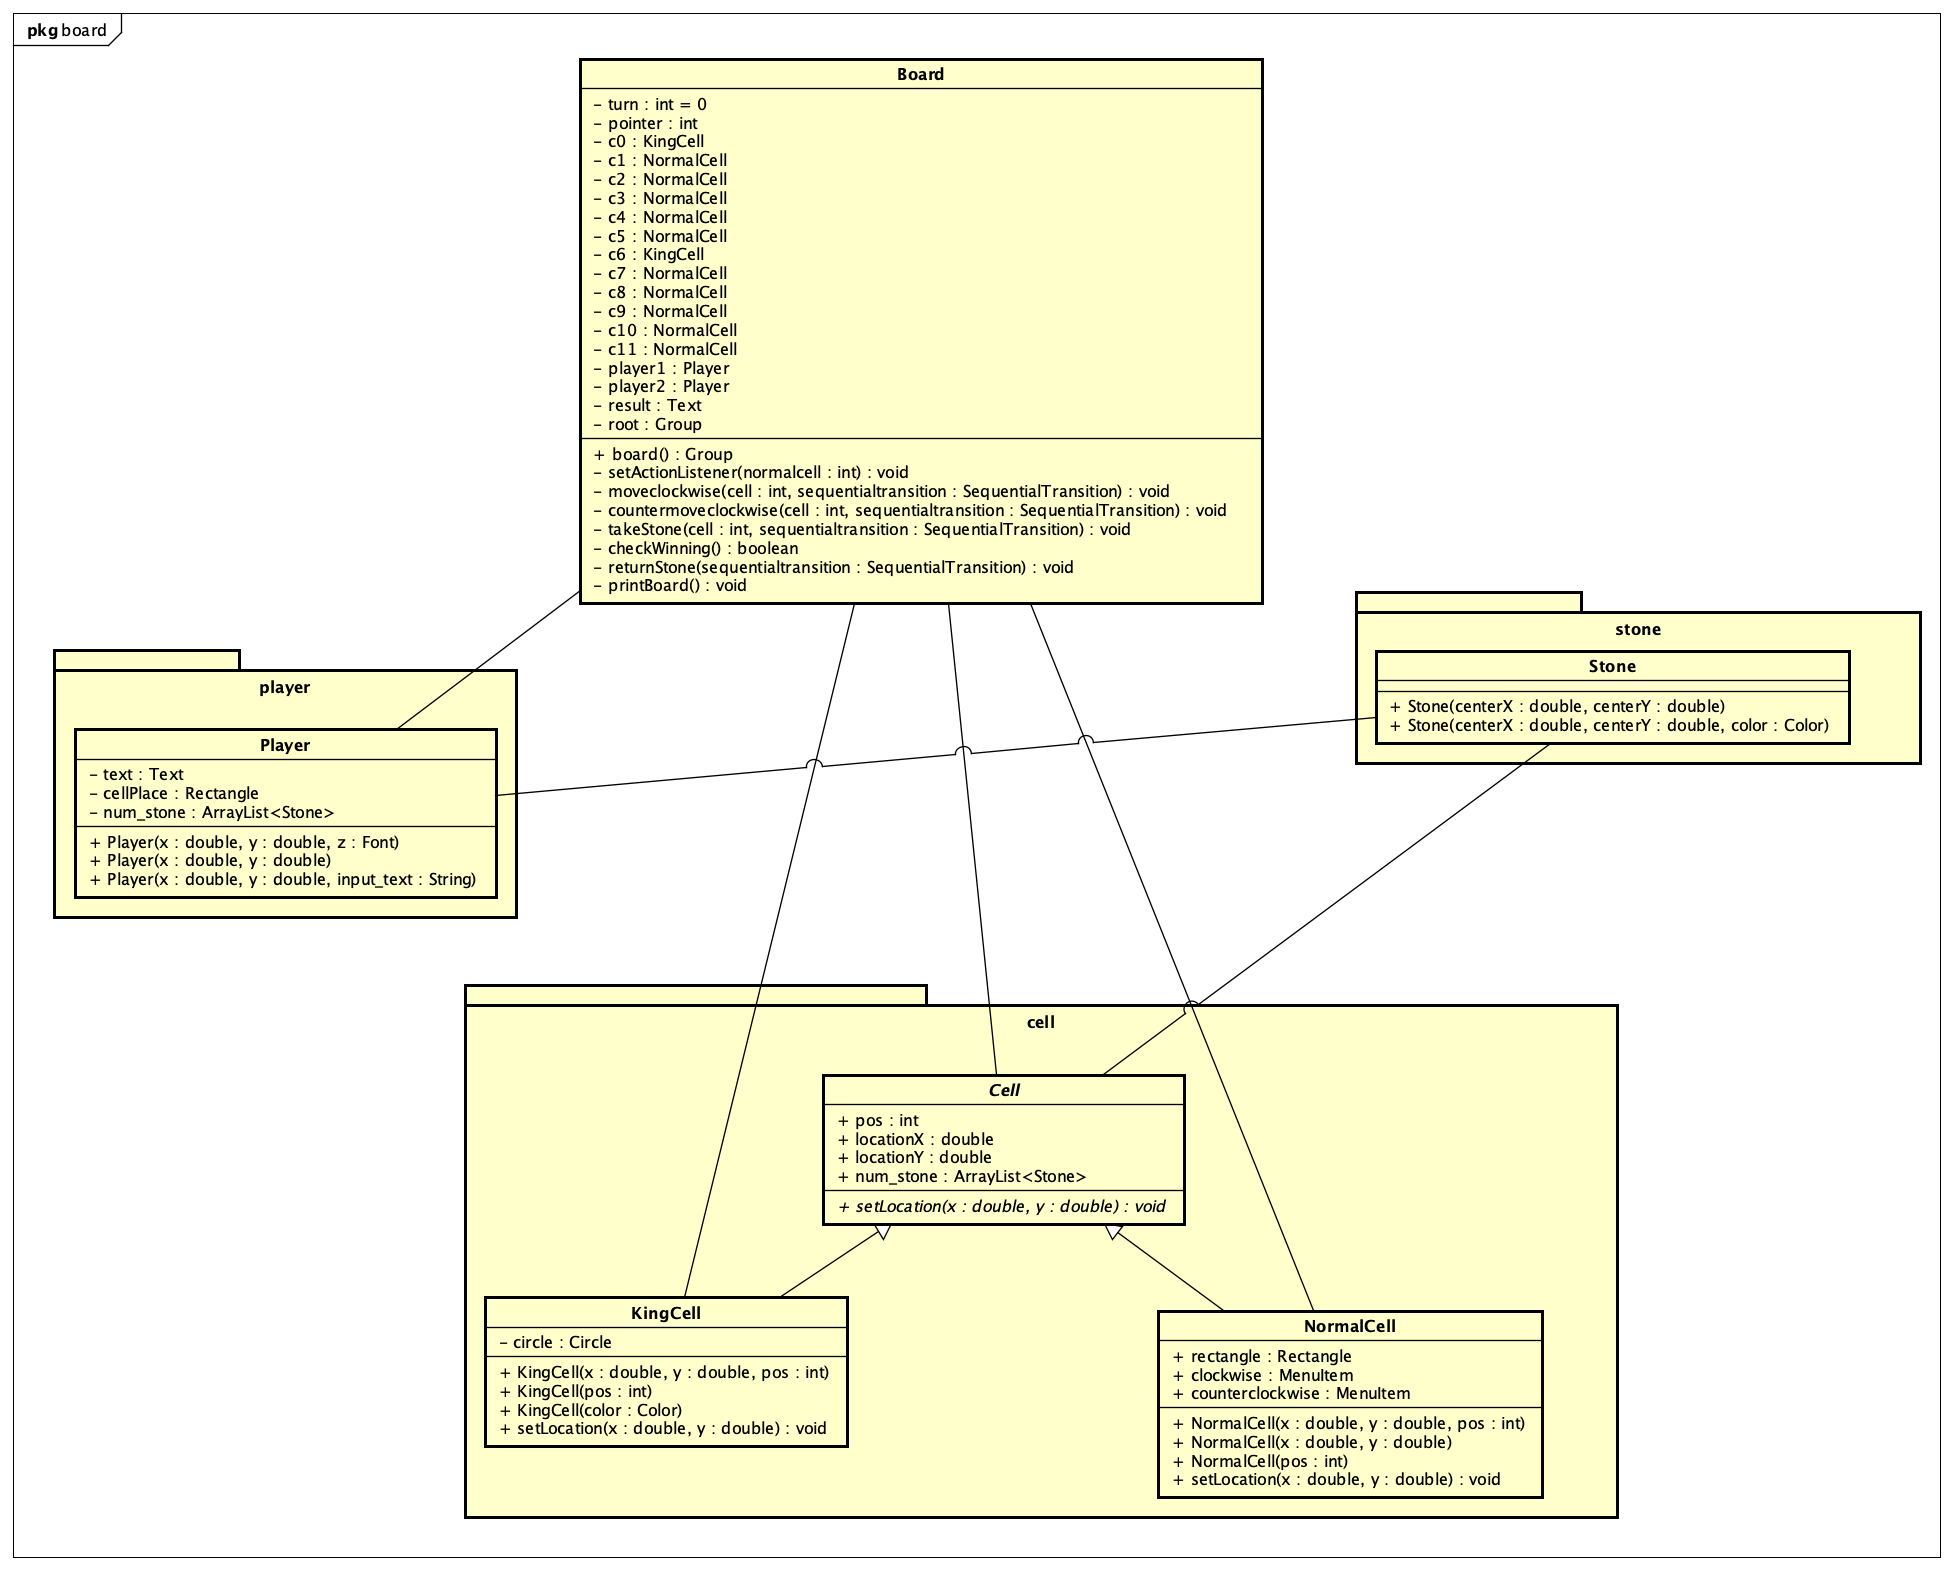 pkg board
Board
– turn : int = 0
– pointer : int
– c0 : KingCell
– c1 : NormalCell
– c2 : NormalCell
– c3 : NormalCell
– c4 : NormalCell
– c5 : NormalCell
– c6 : KingCell
– c7 : NormalCell
– c8 : NormalCell
– c9 : NormalCell
– c10 : NormalCell
– c11 : NormalCell
– player1 : Player
– player2 : Player
– result : Text
– root : Group
+ board() : Group
– setActionListener(normalcell : int) : void
– moveclockwise(cell : int, sequentialtransition : SequentialTransition) : void
– countermoveclockwise(cell : int, sequentialtransition : SequentialTransition) : void
– takeStone(cell : int, sequentialtransition : SequentialTransition) : void
– checkWinning() : boolean
– returnStone(sequentialtransition : SequentialTransition) : void
– printBoard() : void
stone
Stone
+ Stone(centerX : double, centerY : double)
+ Stone(centerX : double, centerY : double, color : Color)
player
Player
– text : Text
– cellPlace : Rectangle
– num_stone : ArrayList<Stone>
+ Player(x : double, y : double, z : Font)
+ Player(x : double, y : double)
+ Player(x : double, y : double, input_text : String)
cell
Cell
+ pos : int
+ locationX : double
+ locationY : double
+ num_stone : ArrayList<Stone>
+ setLocation(x : double, y : double) : void
KingCell
– circle : Circle
+ KingCell(x : double, y : double, pos : int)
+ KingCell(pos : int)
+ KingCell(color : Color)
+ setLocation(x : double, y : double) : void
NormalCell
+ rectangle : Rectangle
+ clockwise : MenuItem
+ counterclockwise : MenuItem
+ NormalCell(x : double, y : double, pos : int)
+ NormalCell(x : double, y : double)
+ NormalCell(pos : int)
+ setLocation(x : double, y : double) : void